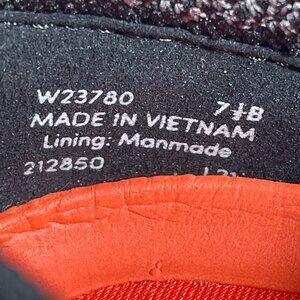 W23780 7½B
MADE IN VIETNAM
Lining: Manmade
212850